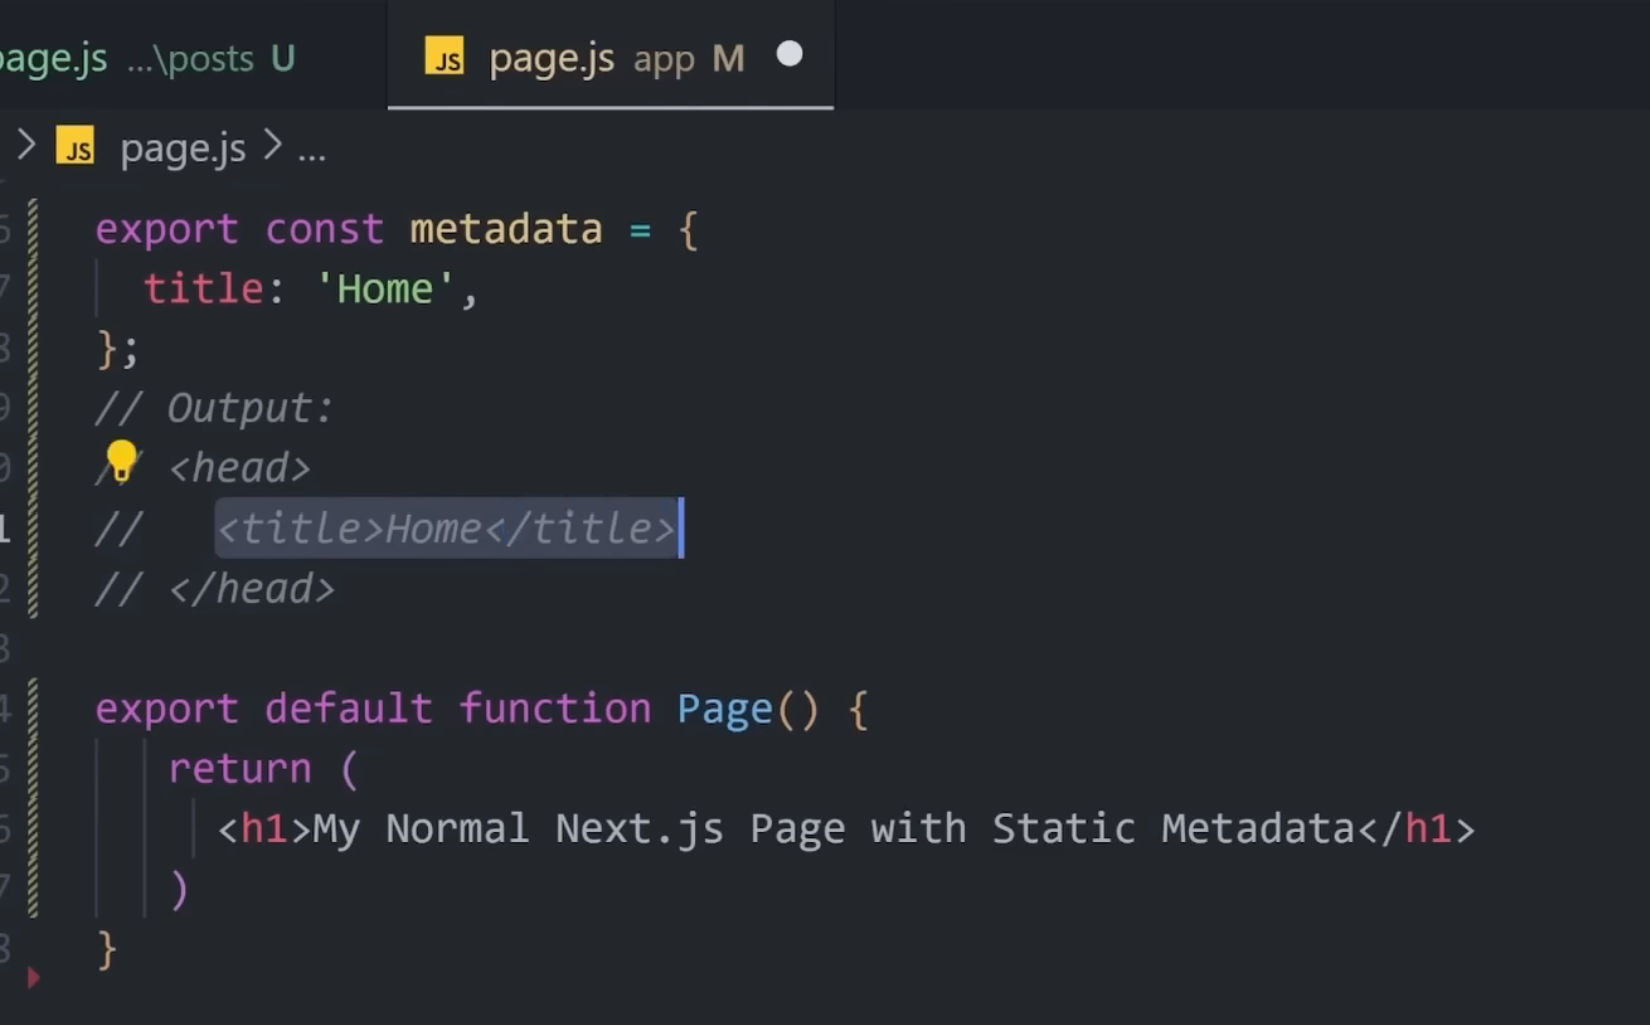 page.js ...\posts U
JS page.js app M
> JS page.js > ...
export const metadata = {
title: 'Home',
};
// Output:
// <head>
// <title>Home</title>
// </head>
export default function Page() {
return (
<h1>My Normal Next.js Page with Static Metadata</h1>
)
}